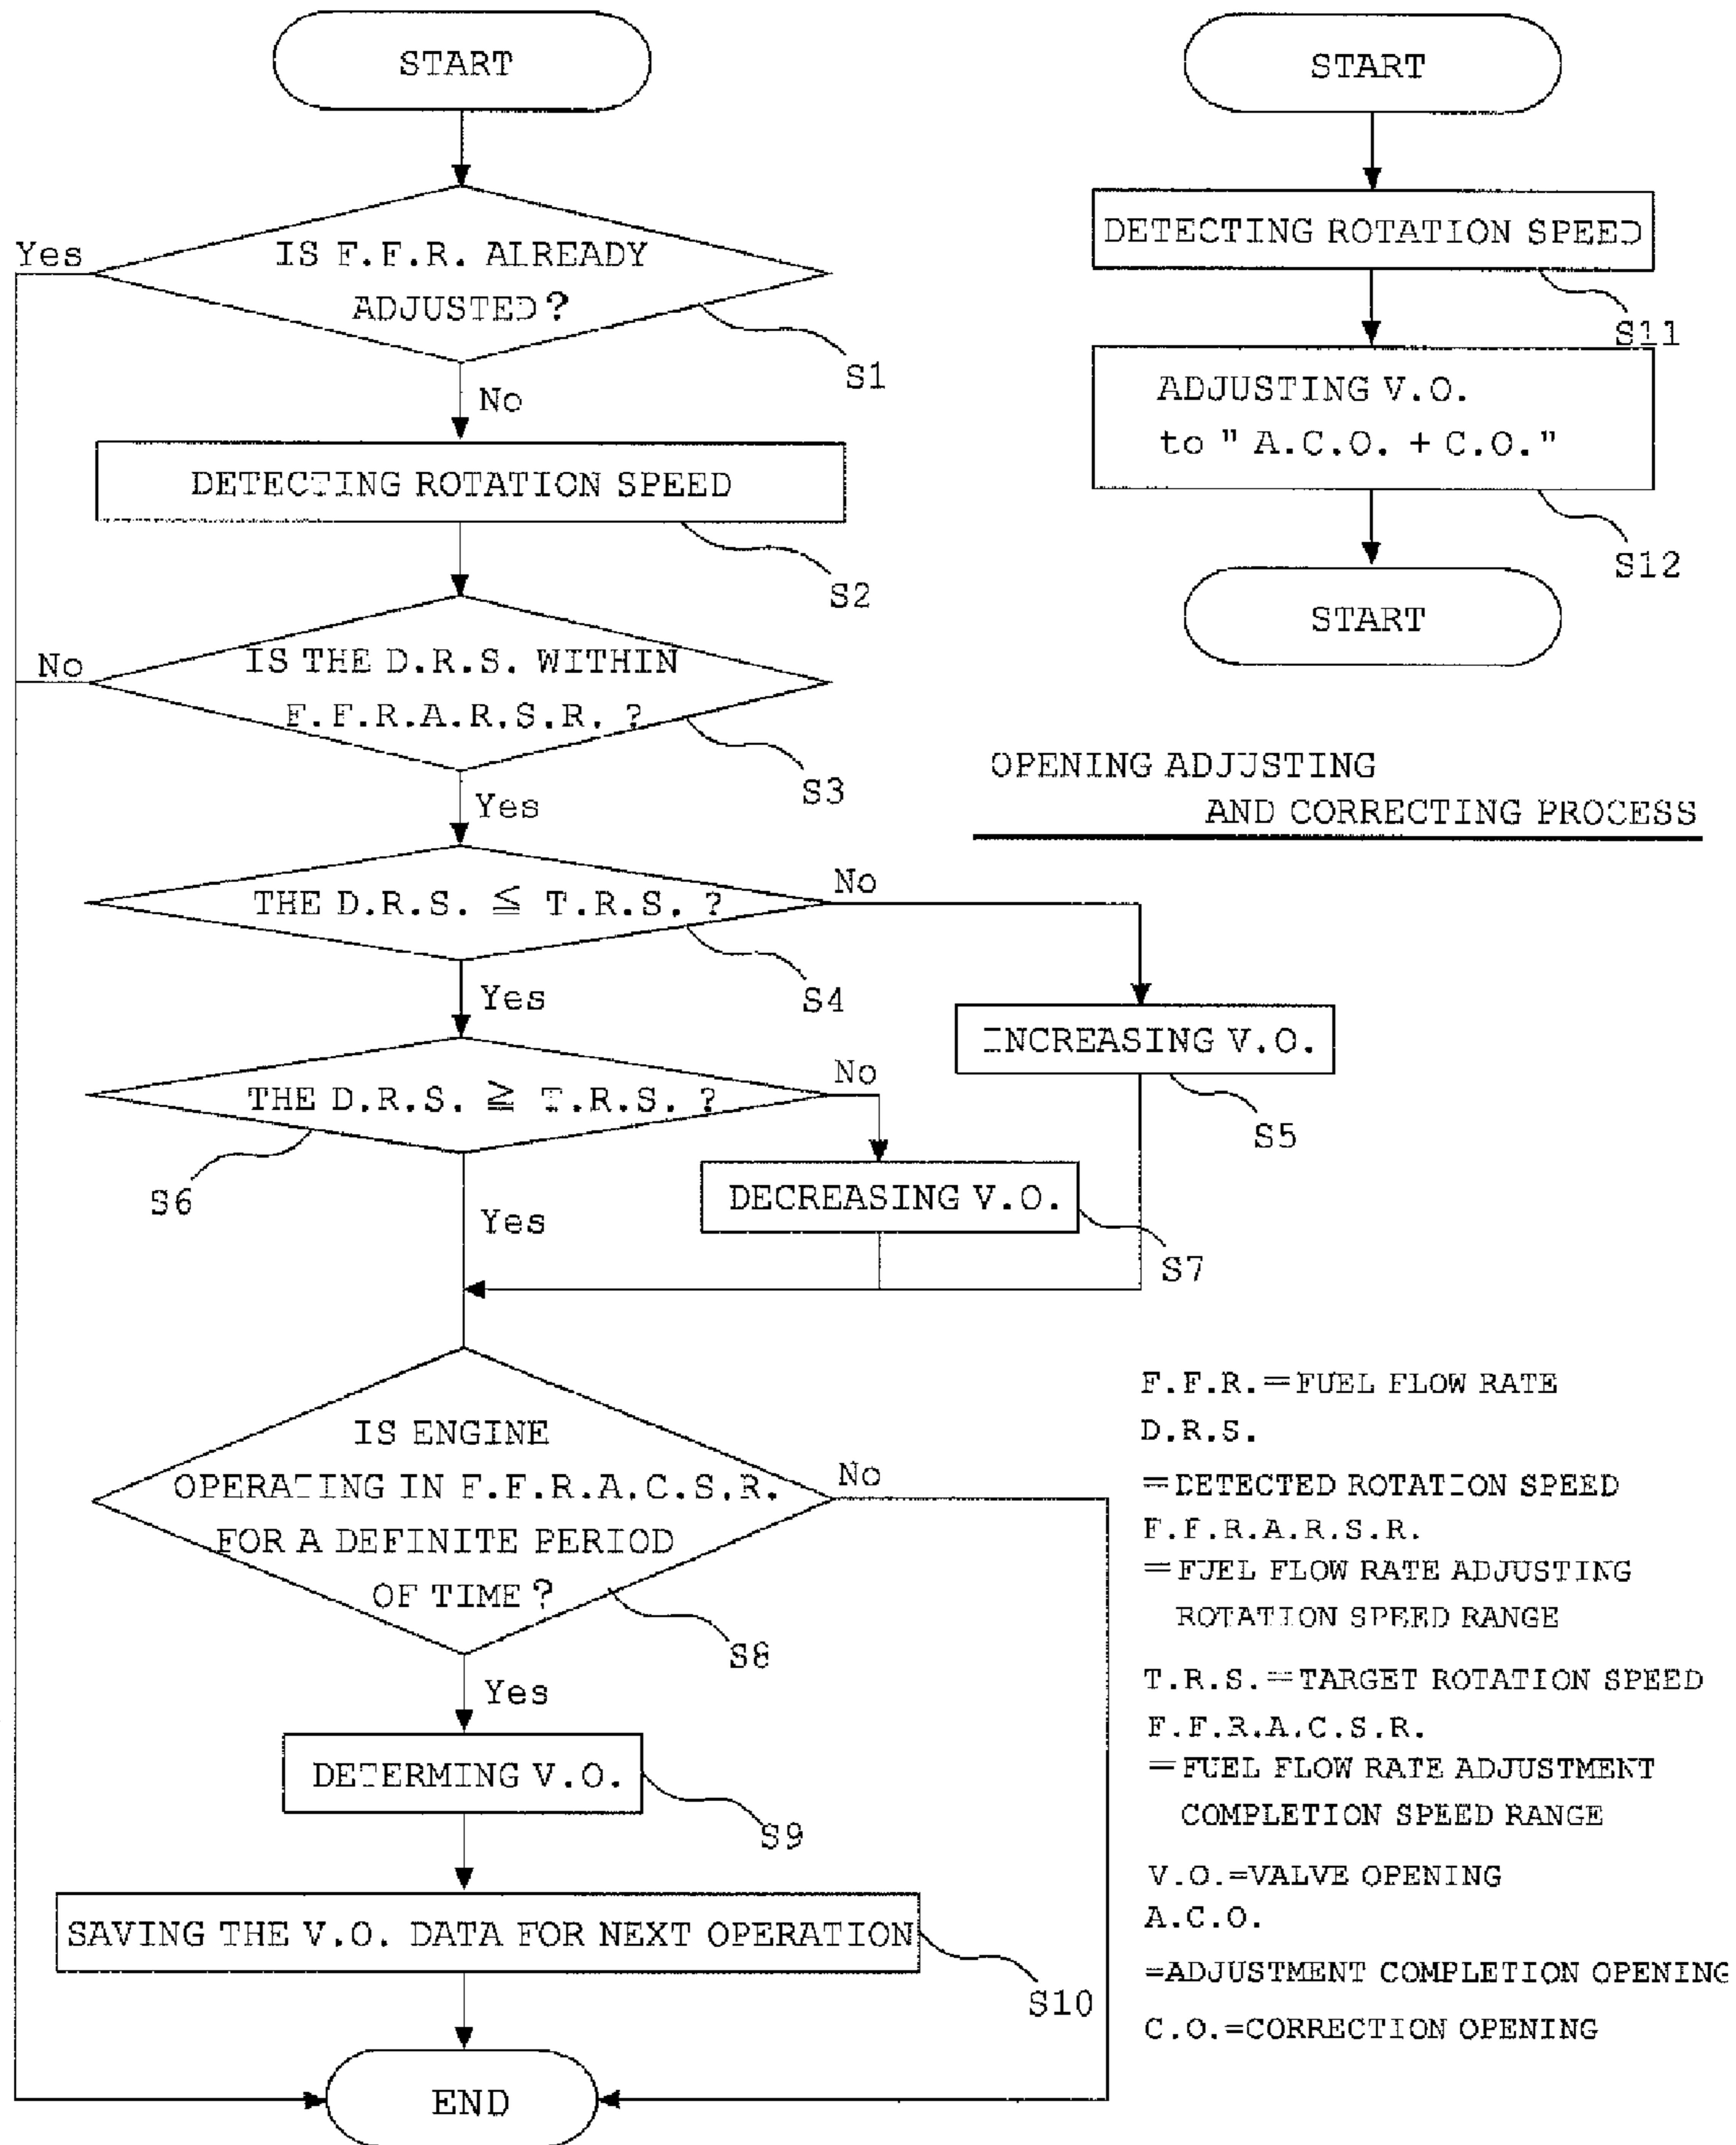 START
IS F.F.R. ALREADY
ADJUSTED?
Yes
S1
No
DETECTING ROTATION SPEED
S2
IS THE D.R.S. WITHIN
F.F.R.A.R.S.R. ?
No
S3
Yes
THE D.R.S. ≦ T.R.S. ?
No
S4
Yes
INCREASING V.O.
S5
THE D.R.S. ≧ T.R.S. ?
No
S6
DECREASING V.O.
S7
Yes
IS ENGINE
OPERATING IN F.F.R.A.C.S.R.
FOR A DEFINITE PERIOD
OF TIME?
No
S8
Yes
DETERMING V.O.
S9
SAVING THE V.O. DATA FOR NEXT OPERATION
S10
END
START
DETECTING ROTATION SPEED
S11
ADJUSTING V.O.
to " A.C.O. + C.O."
S12
START
OPENING ADJUSTING
AND CORRECTING PROCESS
F.F.R.=FUEL FLOW RATE
D.R.S.
=DETECTED ROTATION SPEED
F.F.R.A.R.S.R.
=FUEL FLOW RATE ADJUSTING
ROTATION SPEED RANGE
T.R.S.=TARGET ROTATION SPEED
F.F.R.A.C.S.R.
=FUEL FLOW RATE ADJUSTMENT
COMPLETION SPEED RANGE
V.O.=VALVE OPENING
A.C.O.
=ADJUSTMENT COMPLETION OPENING
C.O.=CORRECTION OPENING